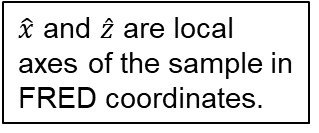 x̂ and ẑ are local
axes of the sample in
FRED coordinates.